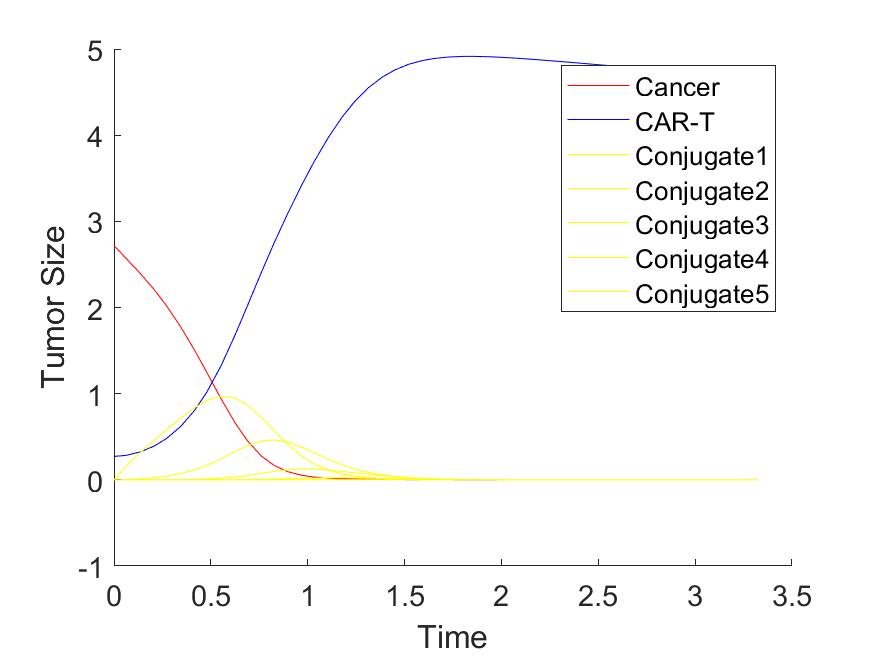 5
4
3
2
1
0
-1
Tumor Size
0 0.5 1 1.5 2 2.5 3 3.5
Time
Cancer
CAR-T
Conjugate1
Conjugate2
Conjugate3
Conjugate4
Conjugate5